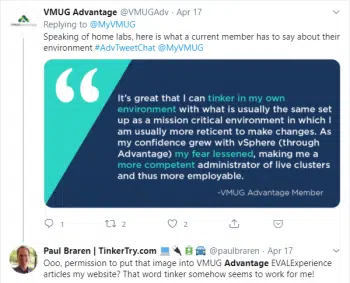 VMUG Advantage @VMUGAdv · Apr 17
Replying to @MyVMUG
Speaking of home labs, here is what a current member has to say about their
environment #AdvTweetChat @MyVMUG
It's great that I can tinker in my own
environment with what is usually the same set
up as a mission critical environment in which I
am usually more reticent to make changes. As
my confidence grew with vSphere (through
Advantage) my fear lessened, making me a
more competent administrator of live clusters
and thus more employable.
-VMUG Advantage Member
1 2 2
Paul Braren | TinkerTry.com @paulbraren · Apr 17
Ooo, permission to put that image into VMUG Advantage EVALExperience
articles my website? That word tinker somehow seems to work for me!